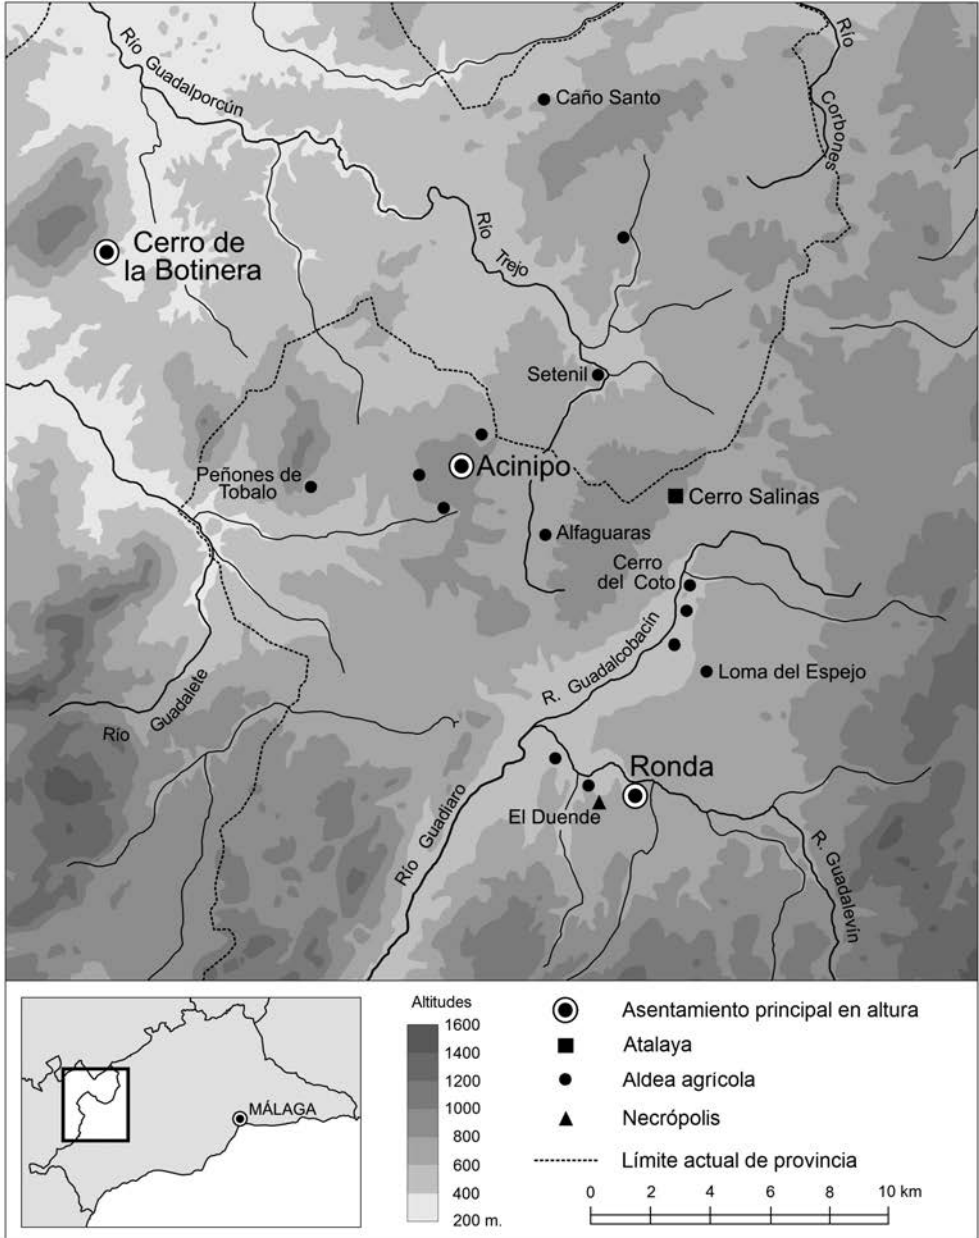 Río Guadalporcún
Río
Corbones
Caño Santo
Cerro de
la Botinera
Río
Trejo
Setenil
Acinipo
Peñones de
Tobalo
Cerro Salinas
Alfaguaras
Cerro
del Coto
R. Guadalcobacín
Loma del Espejo
Río Guadalete
Ronda
El Duende
Río Guadiaro
R. Guadalevín
MÁLAGA
Altitudes
1600
1400
1200
1000
800
600
400
200 m.
Asentamiento principal en altura
Atalaya
Aldea agrícola
Necrópolis
Límite actual de provincia
0 2 4 6 8 10 km